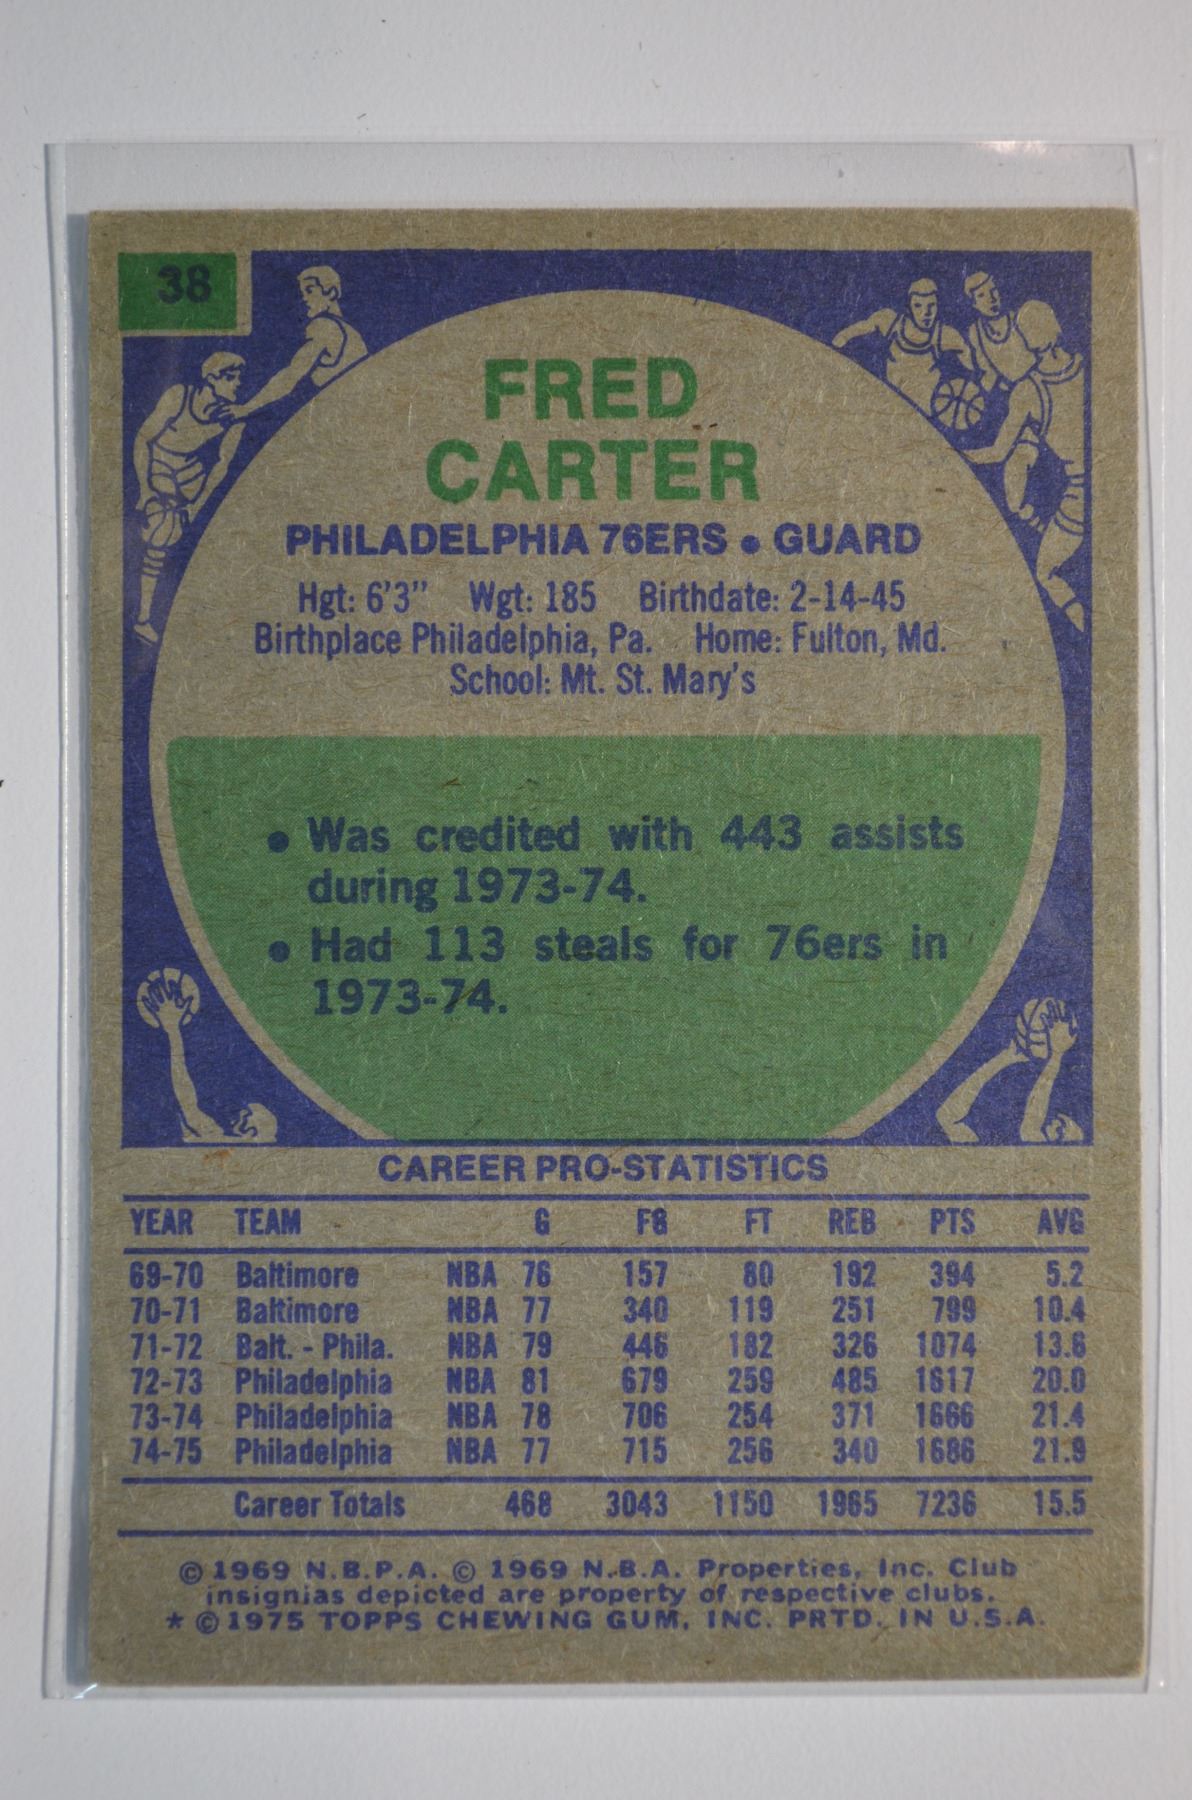 38
FRED
CARTER
PHILADELPHIA 76ERS • GUARD
Hgt: 6'3" Wgt: 185 Birthdate: 2-14-45
Birthplace Philadelphia, Pa. Home: Fulton, Md.
School: Mt. St. Mary's
• Was credited with 443 assists
during 1973-74.
• Had 113 steals for 76ers in
1973-74.
CAREER PRO-STATISTICS
YEAR TEAM G FG FT REB PTS AVG
69-70 Baltimore NBA 76 157 80 192 394 5.2
70-71 Baltimore NBA 77 340 119 251 799 10.4
71-72 Balt. - Phila. NBA 79 446 182 326 1074 13.6
72-73 Philadelphia NBA 81 679 259 485 1617 20.0
73-74 Philadelphia NBA 78 706 254 371 1666 21.4
74-75 Philadelphia NBA 77 715 256 340 1686 21.9
Career Totals 468 3043 1150 1965 7236 15.5
© 1969 N.B.P.A. © 1969 N.B.A. Properties, Inc. Club
insignias depicted are property of respective clubs.
* © 1975 TOPPS CHEWING GUM, INC. PRTD. IN U.S.A.